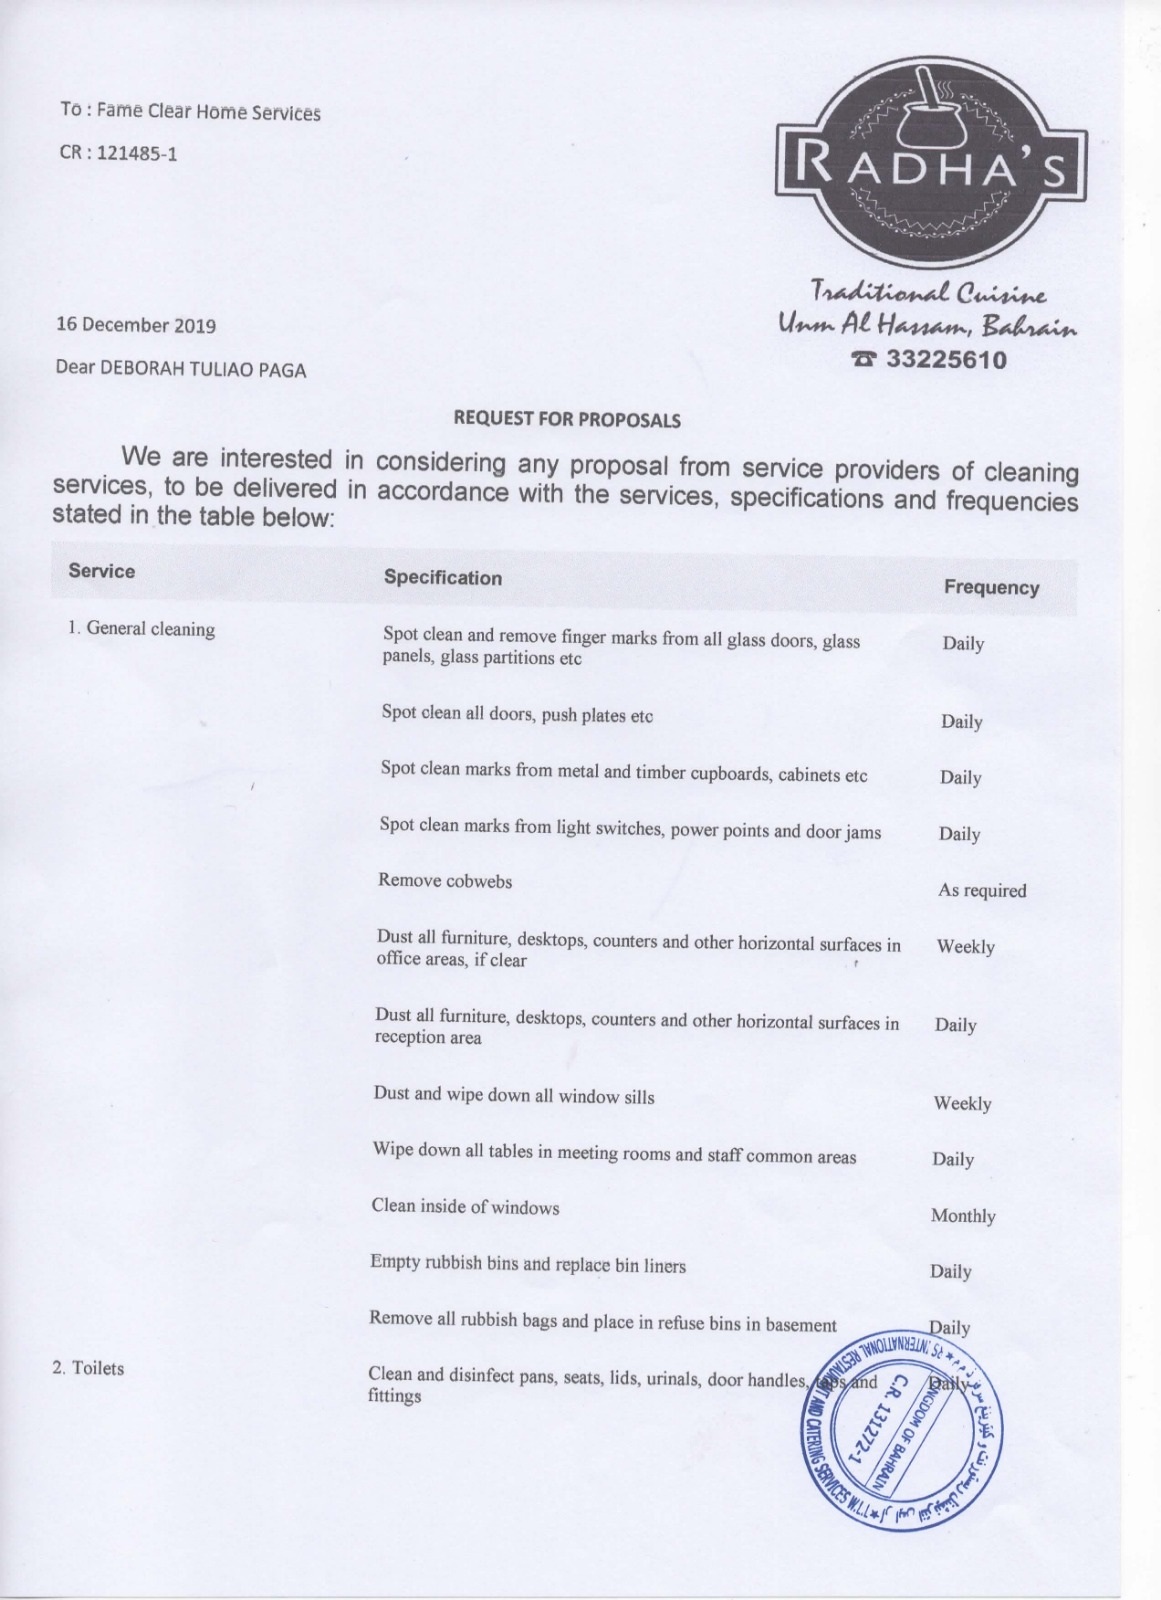 To : Fame Clear Home Services
CR : 121485-1
RADHA'S
Traditional Cuisine
Unm Al Hassam, Bahrain
☎ 33225610
16 December 2019
Dear DEBORAH TULIAO PAGA
REQUEST FOR PROPOSALS
We are interested in considering any proposal from service providers of cleaning
services, to be delivered in accordance with the services, specifications and frequencies
stated in the table below:
Service Specification Frequency
1. General cleaning Spot clean and remove finger marks from all glass doors, glass Daily
panels, glass partitions etc
Spot clean all doors, push plates etc Daily
Spot clean marks from metal and timber cupboards, cabinets etc Daily
Spot clean marks from light switches, power points and door jams Daily
Remove cobwebs As required
Dust all furniture, desktops, counters and other horizontal surfaces in Weekly
office areas, if clear
Dust all furniture, desktops, counters and other horizontal surfaces in Daily
reception area
Dust and wipe down all window sills Weekly
Wipe down all tables in meeting rooms and staff common areas Daily
Clean inside of windows Monthly
Empty rubbish bins and replace bin liners Daily
Remove all rubbish bags and place in refuse bins in basement Daily
2. Toilets Clean and disinfect pans, seats, lids, urinals, door handles, taps and Daily
fittings
INTERNATIONAL RESTAURANT AND CATERING SERVICES W.L.L
C.R. 131272-1
KINGDOM OF BAHRAIN